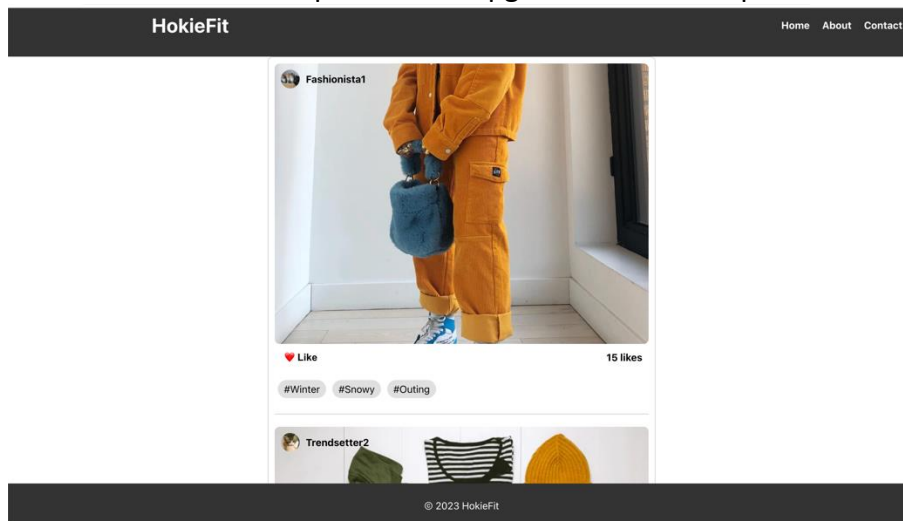 HokieFit
Home About Contact
Fashionista1
❤️ Like
15 likes
#Winter #Snowy #Outing
Trendsetter2
© 2023 HokieFit